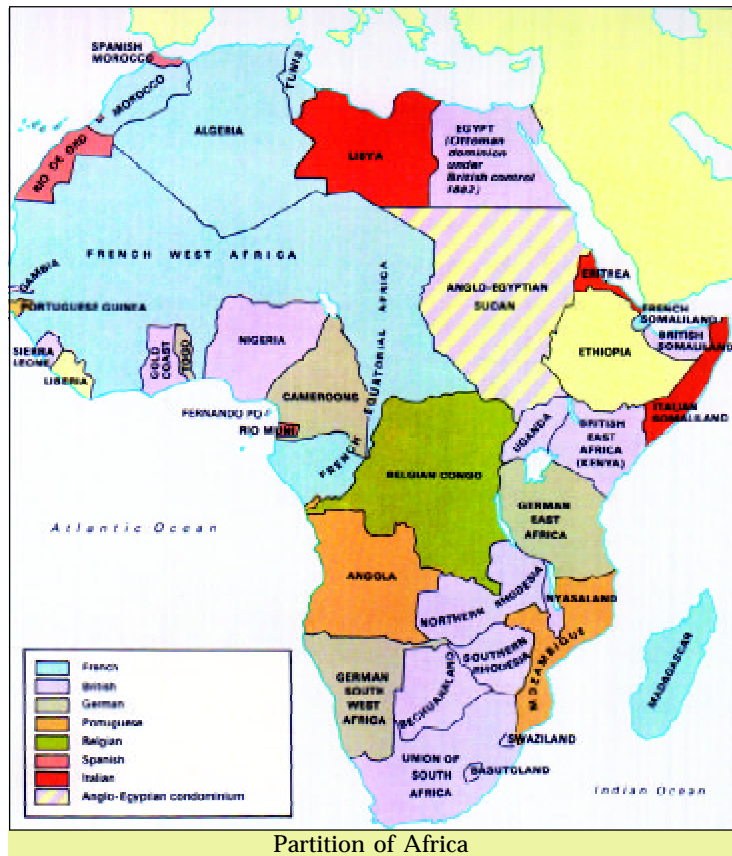 SPANISH
MOROCCO
MOROCCO
TUNIS
ALGERIA
LIBYA
EGYPT
(Ottoman
dominion
under
British control
1882)
RIO DE ORO
FRENCH WEST AFRICA
GAMBIA
PORTUGUESE GUINEA
SIERRA
LEONE
LIBERIA
GOLD
COAST
TOGO
NIGERIA
CAMEROONS
FRENCH EQUATORIAL AFRICA
ANGLO-EGYPTIAN
SUDAN
ERITREA
FRENCH
SOMALILAND
BRITISH
SOMALILAND
ETHIOPIA
ITALIAN
SOMALILAND
FERNANDO PO
RIO MUNI
UGANDA
BRITISH
EAST
AFRICA
(KENYA)
BELGIAN CONGO
GERMAN
EAST
AFRICA
Atlantic Ocean
ANGOLA
NORTHERN RHODESIA
NYASALAND
MOZAMBIQUE
SOUTHERN
RHODESIA
BECHUANALAND
GERMAN
SOUTH
WEST
AFRICA
MADAGASCAR
SWAZILAND
UNION OF
SOUTH
AFRICA
BASUTOLAND
Indian Ocean
French
British
German
Portuguese
Belgian
Spanish
Italian
Anglo-Egyptian condominium
Partition of Africa